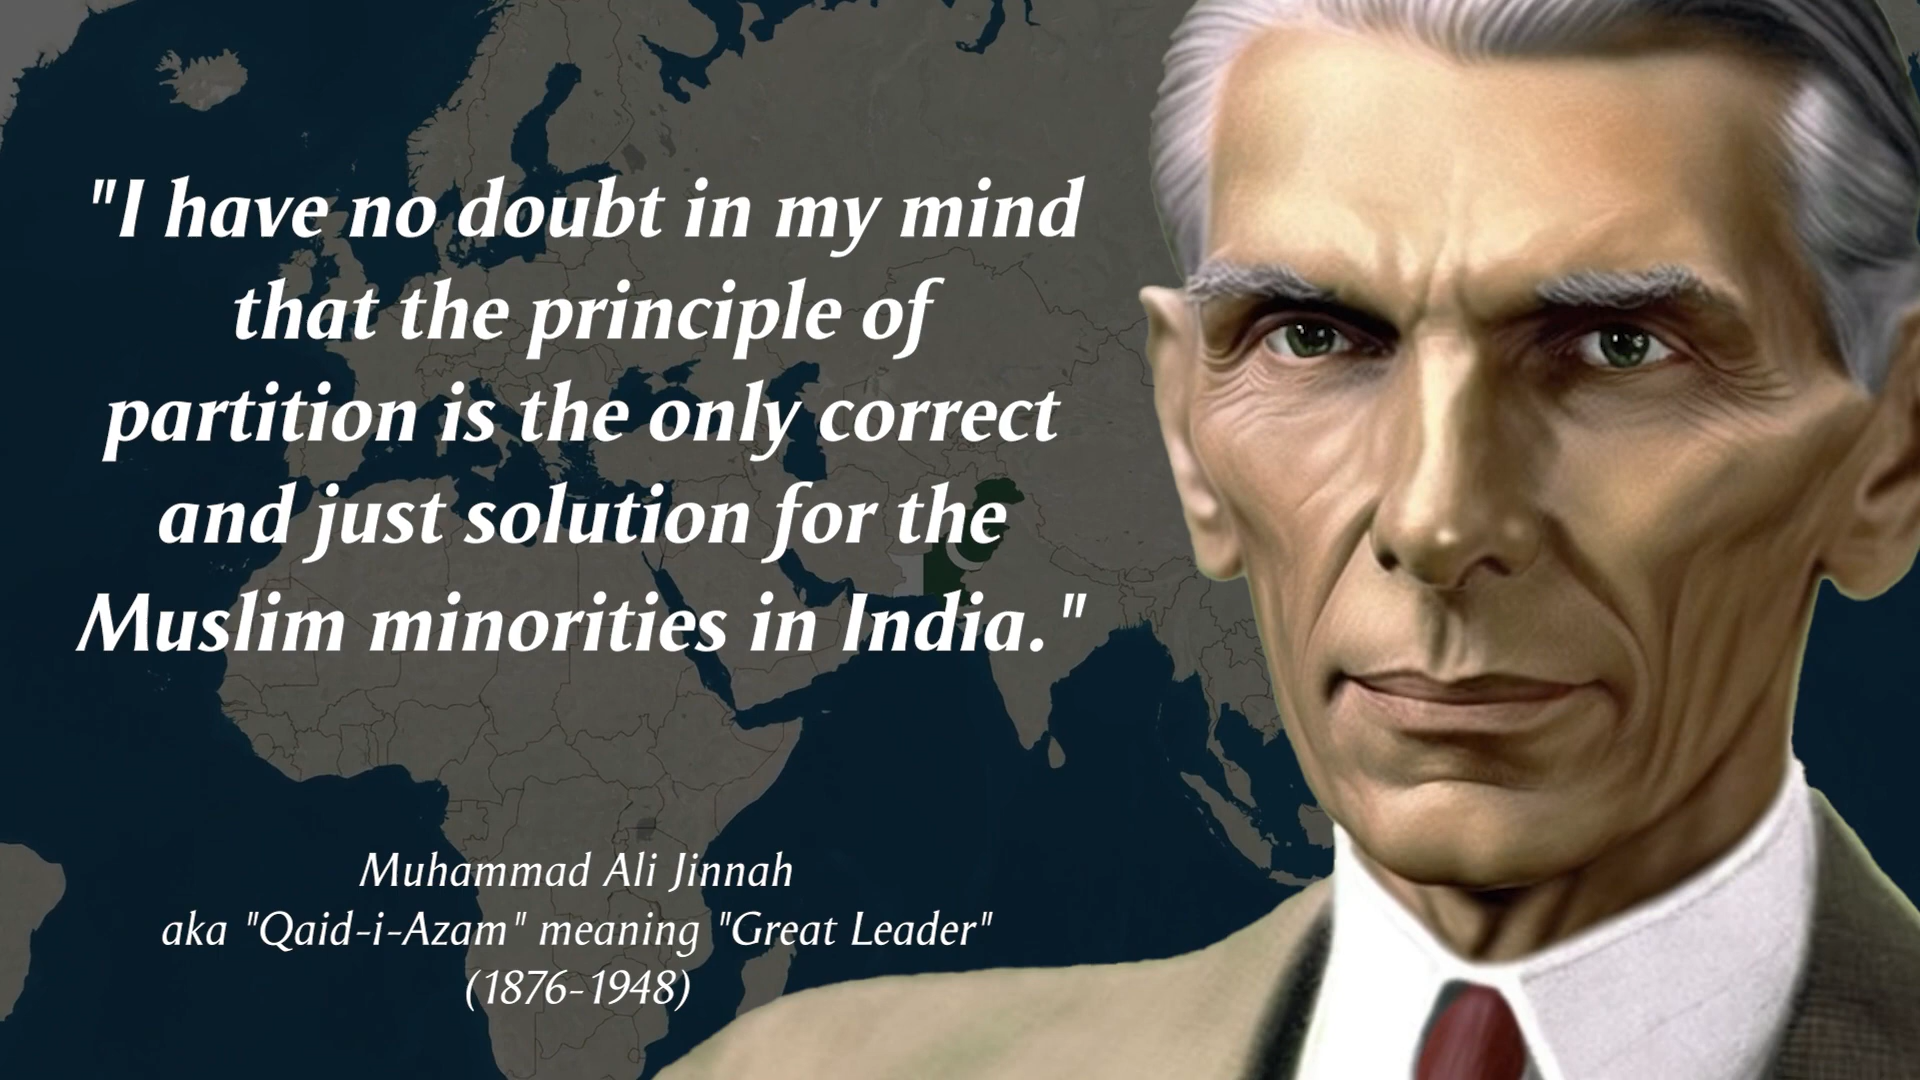 "I have no doubt in my mind
that the principle of
partition is the only correct
and just solution for the
Muslim minorities in India."
Muhammad Ali Jinnah
aka "Qaid-i-Azam" meaning "Great Leader"
(1876-1948)